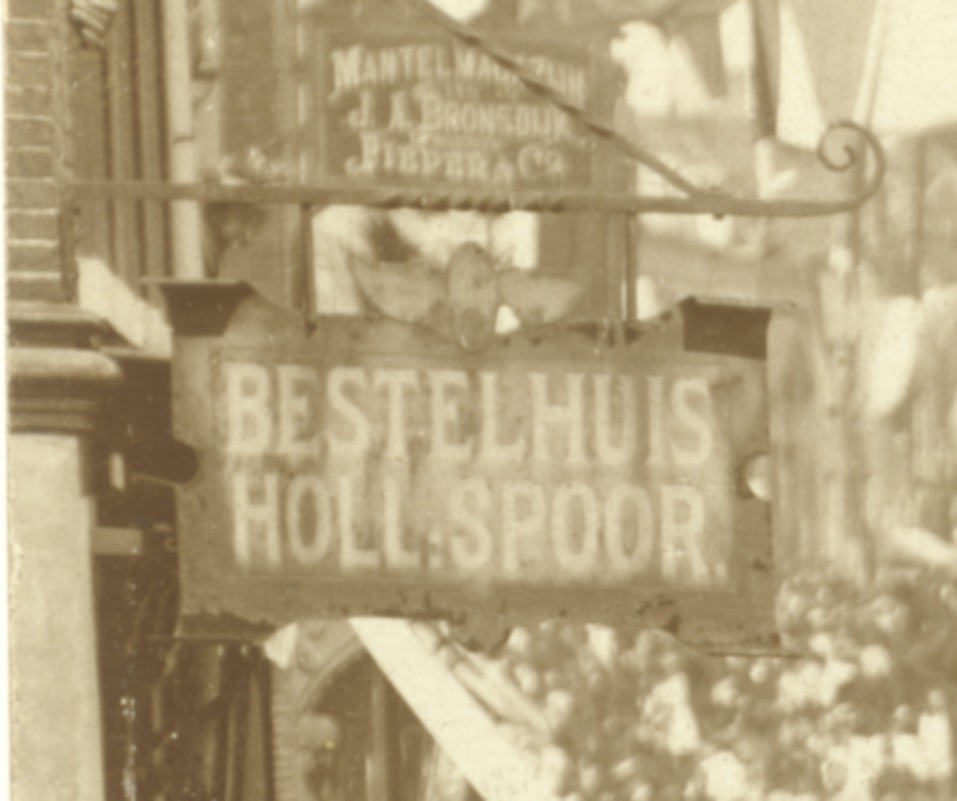 MANTELMAGAZIJN
J. A. BRONSDIJK
PIEPER & Co.
BESTELHUIS
HOLL: SPOOR.